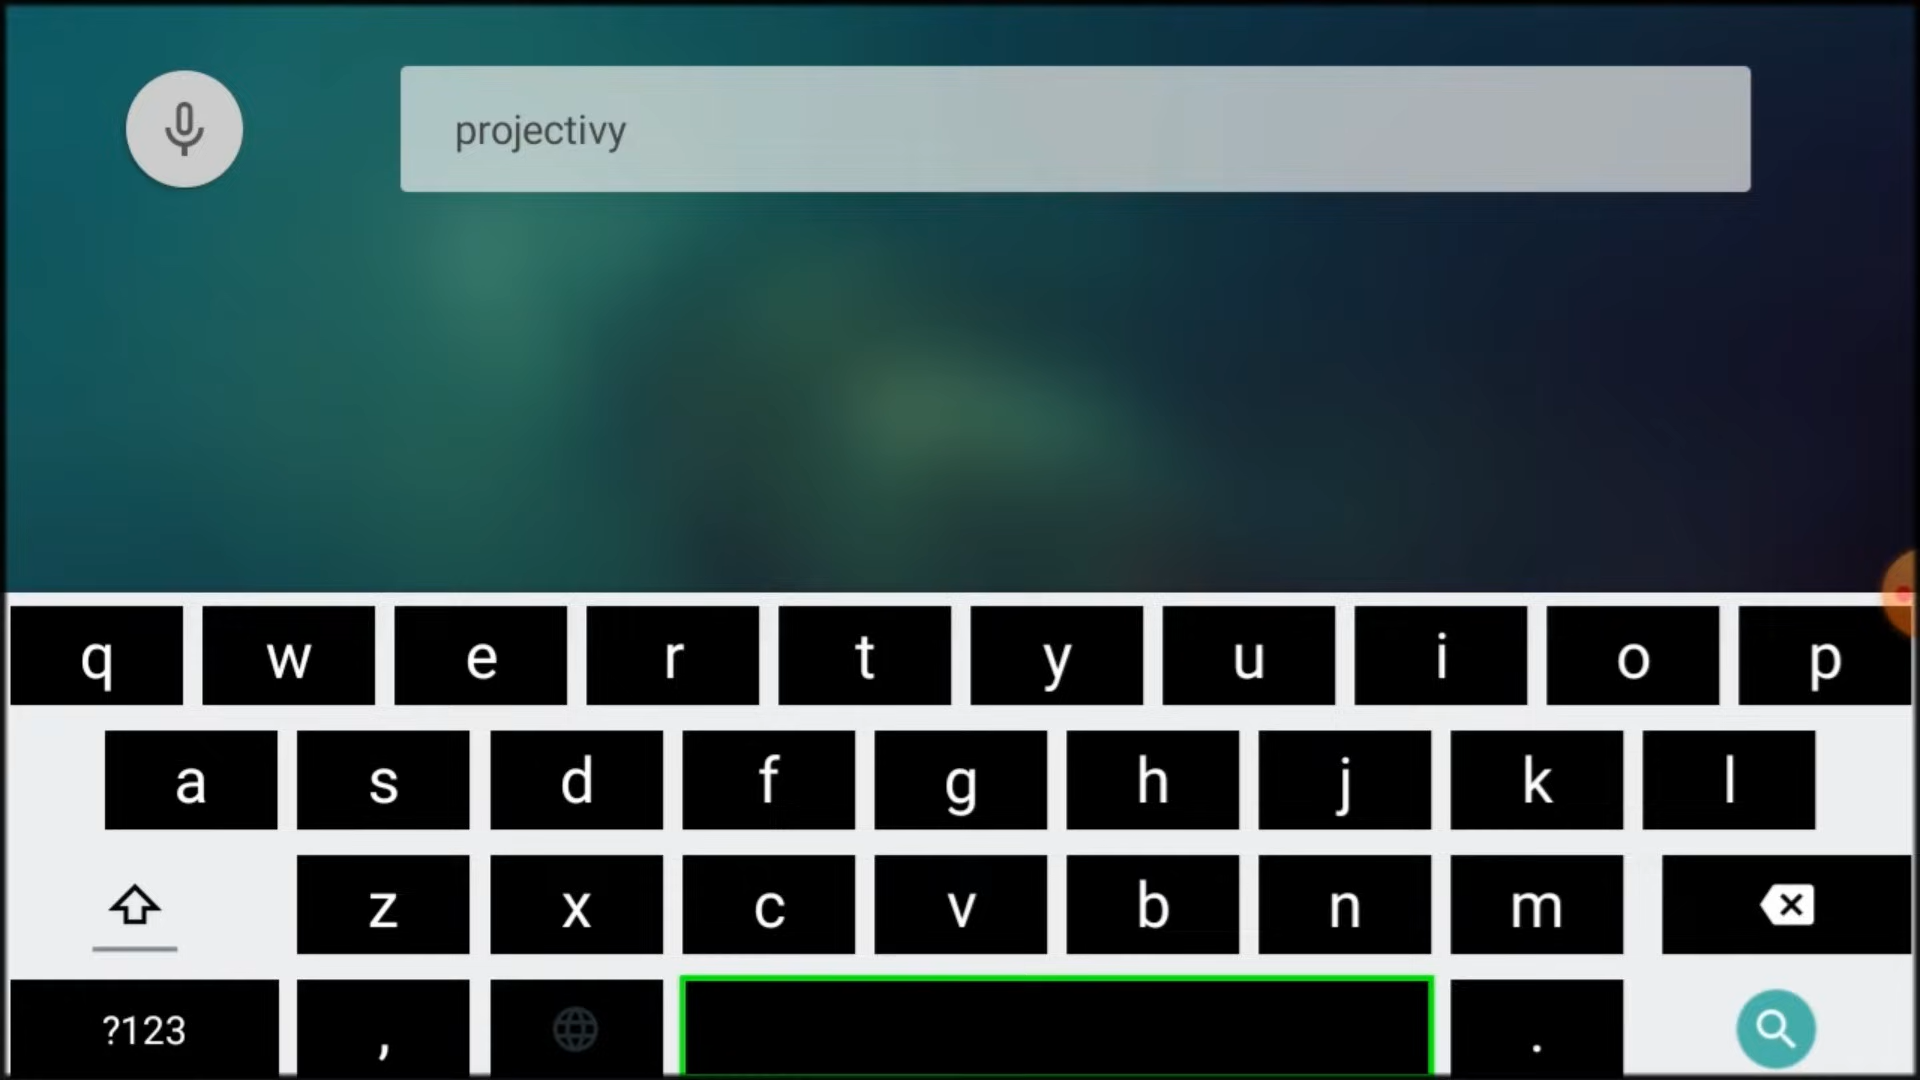 projectivy
q w e r t y u i o p
a s d f g h j k l
z x c v b n m
?123 , .